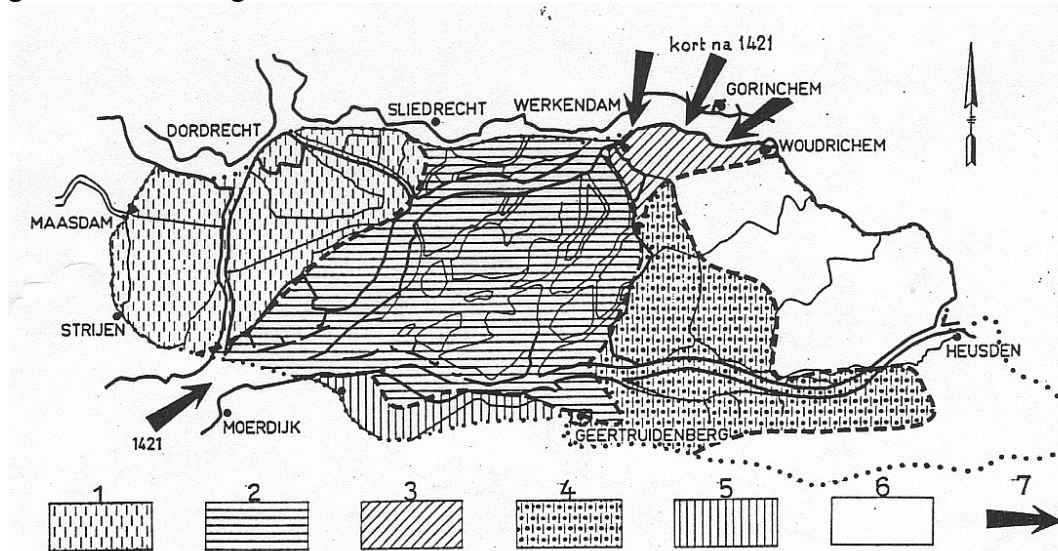 kort na 1421
GORINCHEM
SLIEDRECHT
WERKENDAM
DORDRECHT
WOUDRICHEM
MAASDAM
STRIJEN
HEUSDEN
MOERDIJK
GEERTRUIDENBERG
1421
1 2 3 4 5 6 7